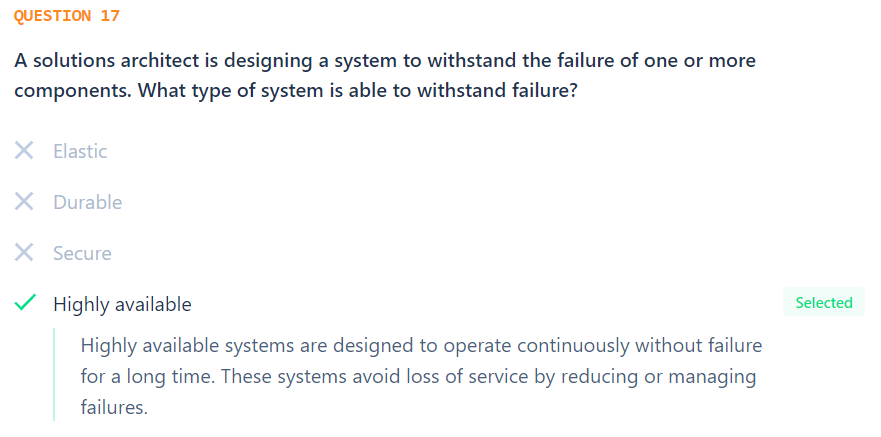 QUESTION 17
A solutions architect is designing a system to withstand the failure of one or more
components. What type of system is able to withstand failure?
Elastic
Durable
Secure
Highly available
Selected
Highly available systems are designed to operate continuously without failure
for a long time. These systems avoid loss of service by reducing or managing
failures.